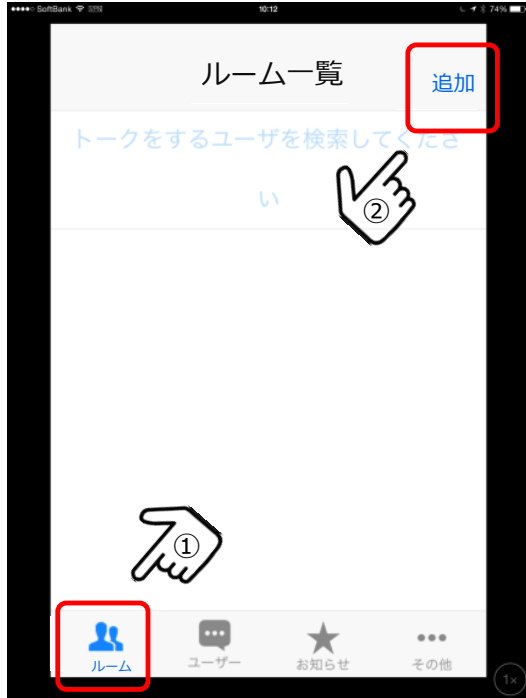 SoftBank 10:12 74%
ルーム一覧
追加
トークをするユーザを検索してくださ
い
②
①
ルーム
ユーザー
お知らせ
その他
1×